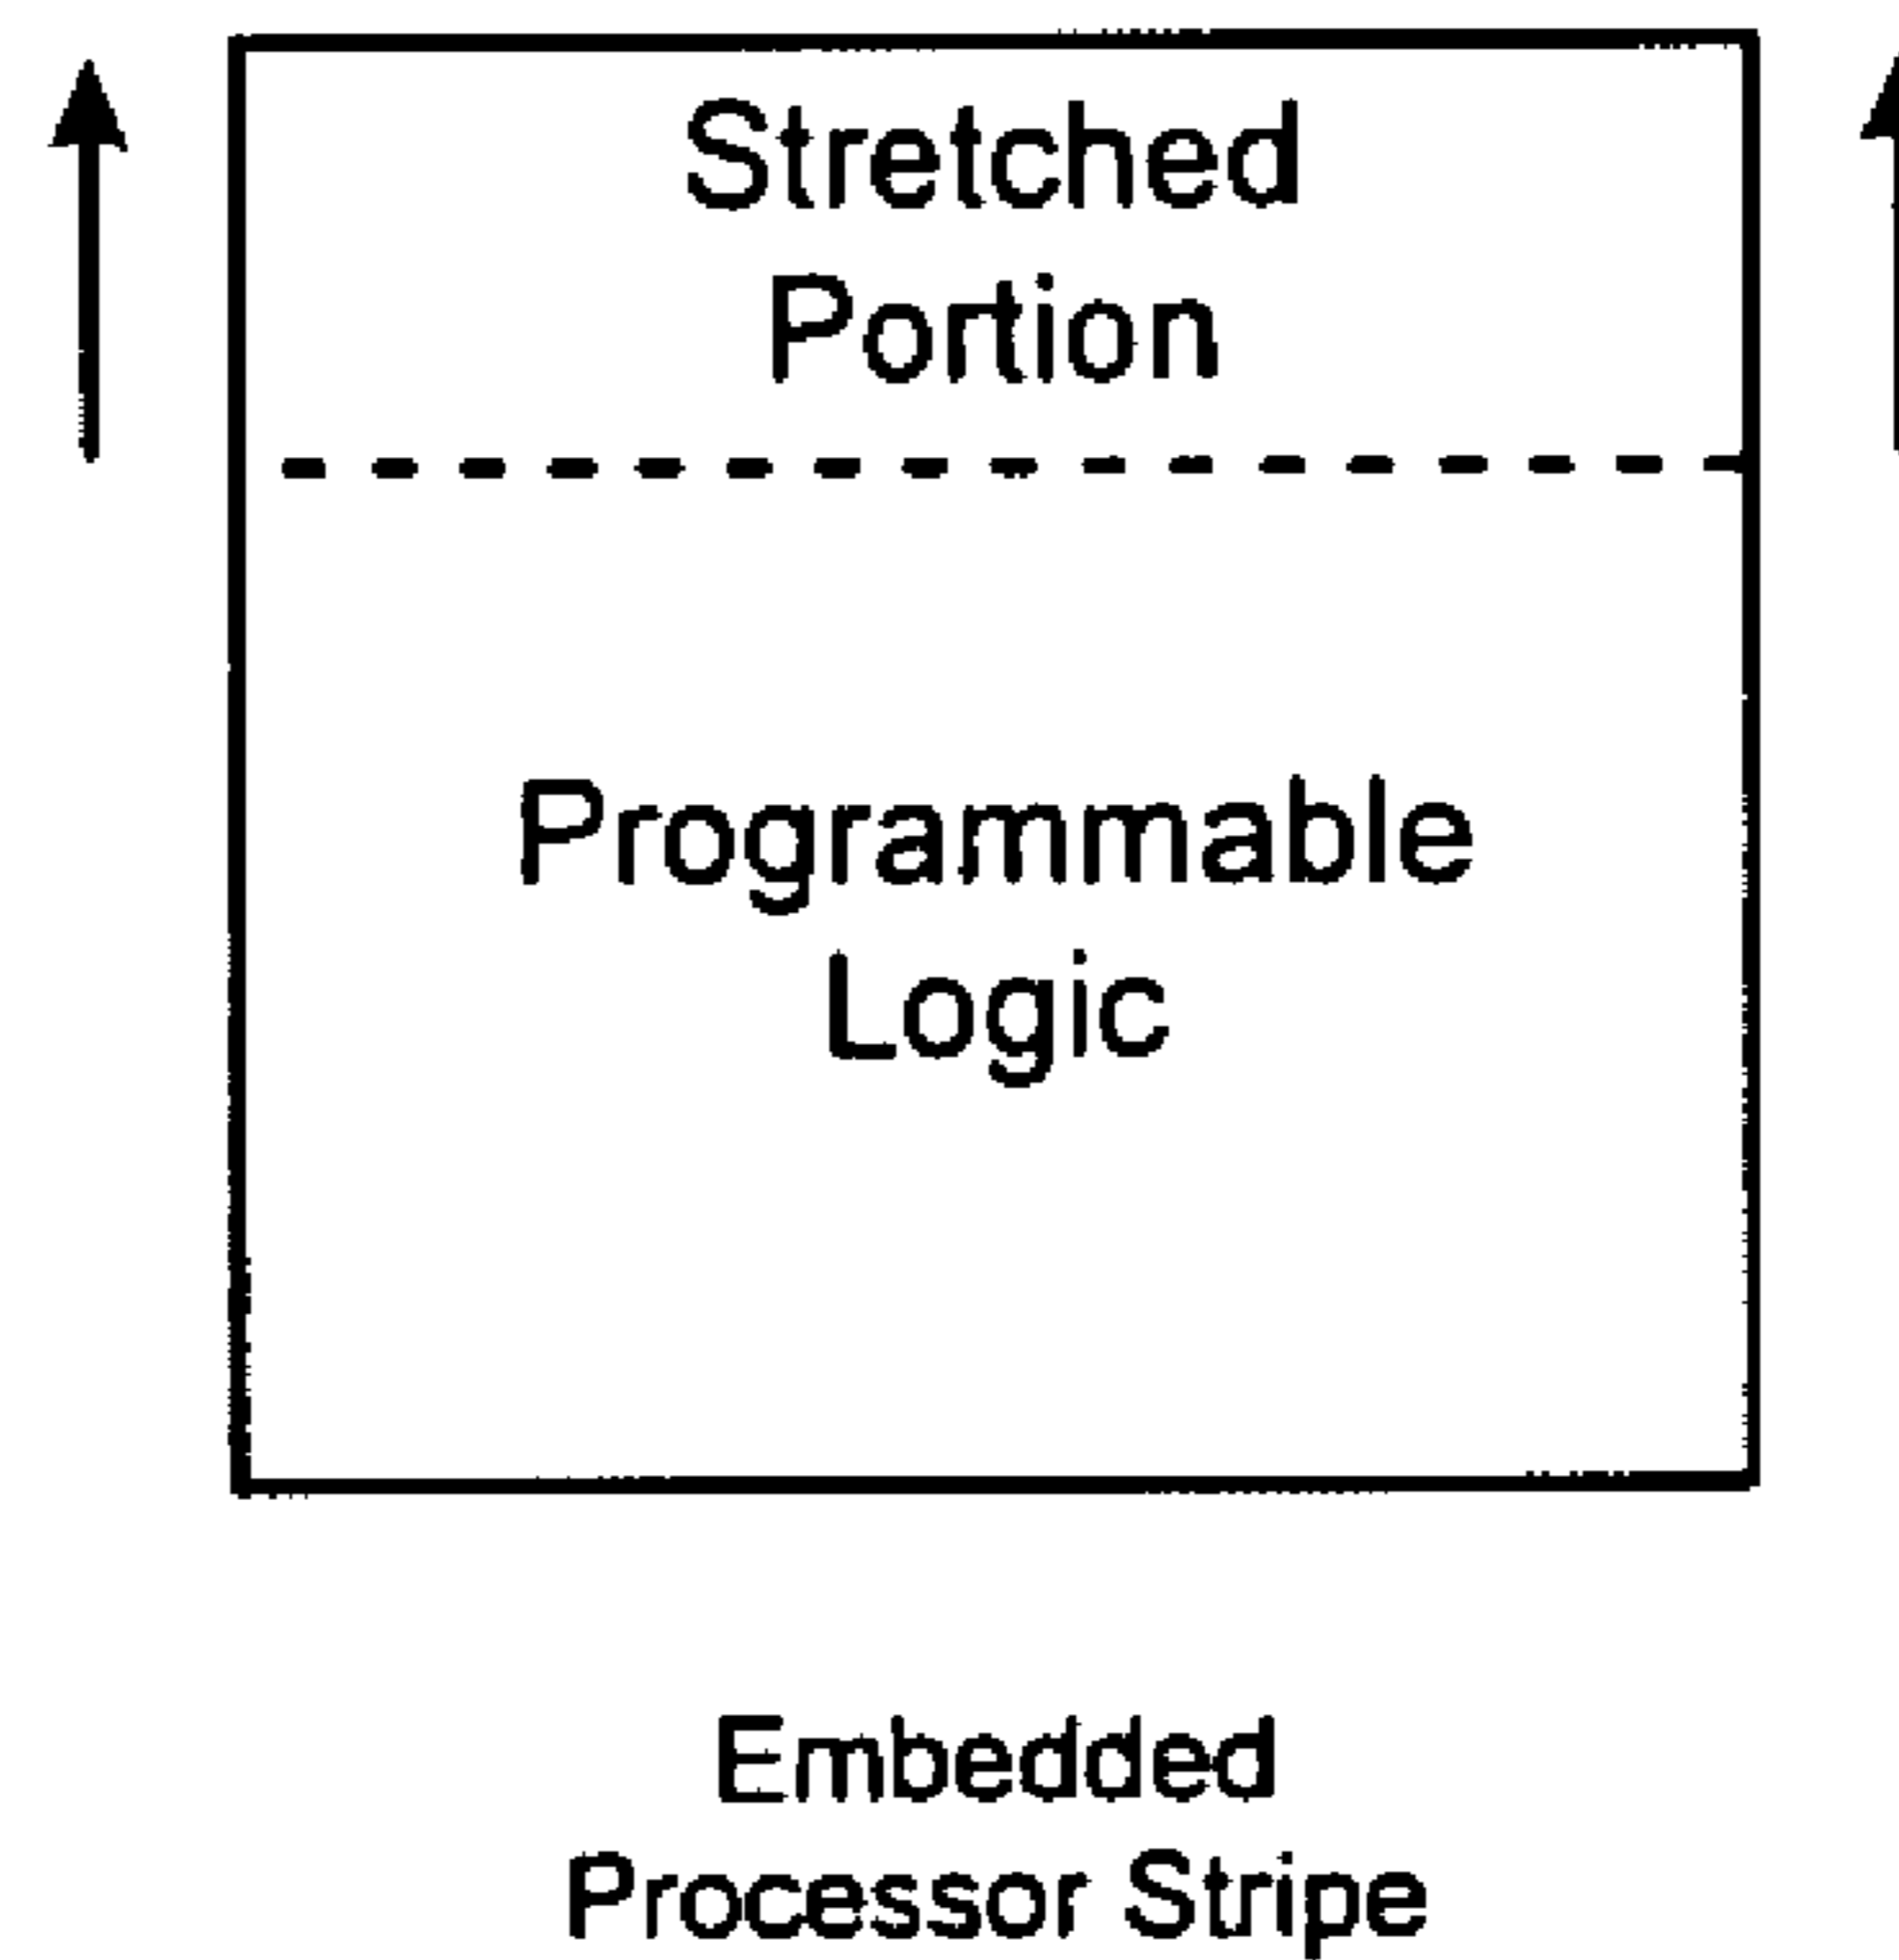 Stretched
Portion
Programmable
Logic
Embedded
Processor Stripe